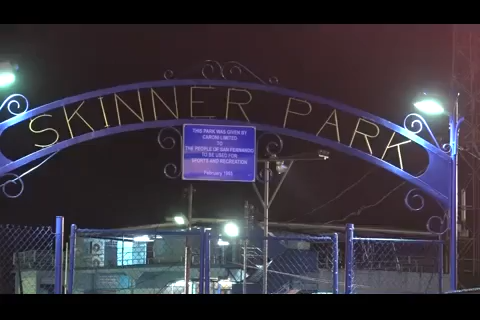 SKINNER PARK
THIS PARK WAS GIVEN BY
CARONI LIMITED
TO
THE PEOPLE OF SAN FERNANDO
TO BE USED FOR
SPORTS AND RECREATION
February, 1993